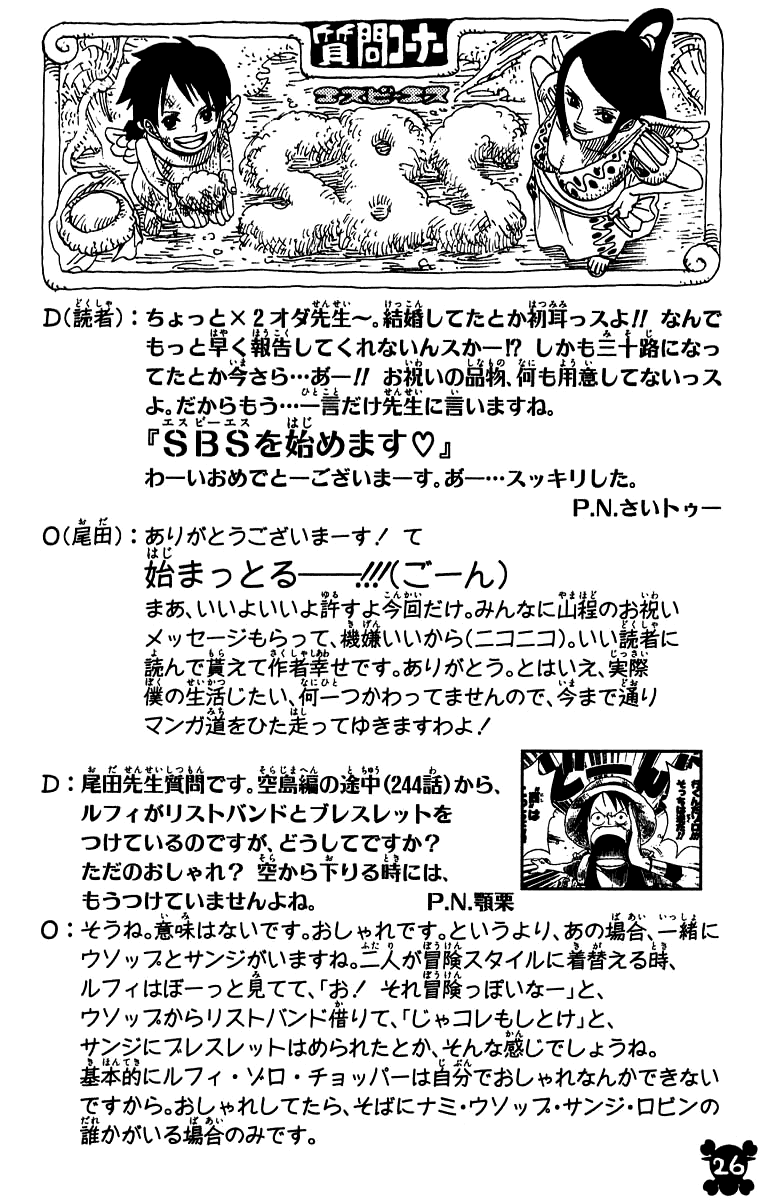 質問コーナー
エスビーエス
SBS
D(読者):ちょっと×2オダ先生〜。結婚してたとか初耳っスよ!! なんで
もっと早く報告してくれないんスかー!? しかも三十路になっ
てたとか今さら…あー!! お祝いの品物、何も用意してないっス
よ。だからもう…一言だけ先生に言いますね。
『SBSを始めます♡』
わーいおめでとーございまーす。あー…スッキリした。
P.N.さいトゥー
O(尾田):ありがとうございまーす! て
始まっとる——!!!(ごーん)
まあ、いいよいいよ許すよ今回だけ。みんなに山程のお祝い
メッセージもらって、機嫌いいから(ニコニコ)。いい読者に
読んで貰えて作者幸せです。ありがとう。とはいえ、実際
僕の生活じたい、何一つかわってませんので、今まで通り
マンガ道をひた走ってゆきますわよ!
D:尾田先生質問です。空島編の途中(244話)から、
ルフィがリストバンドとブレスレットを
つけているのですが、どうしてですか?
ただのおしゃれ? 空から下りる時には、
もうつけていませんよね。 P.N.顎栗
O:そうね。意味はないです。おしゃれです。というより、あの場合、一緒に
ウソップとサンジがいますね。二人が冒険スタイルに着替える時、
ルフィはぼーっと見てて、「お! それ冒険っぽいなー」と、
ウソップからリストバンド借りて、「じゃコレもしとけ」と、
サンジにブレスレットはめられたとか、そんな感じでしょうね。
基本的にルフィ・ゾロ・チョッパーは自分でおしゃれなんかできない
ですから。おしゃれしてたら、そばにナミ・ウソップ・サンジ・ロビンの
誰かがいる場合のみです。
26